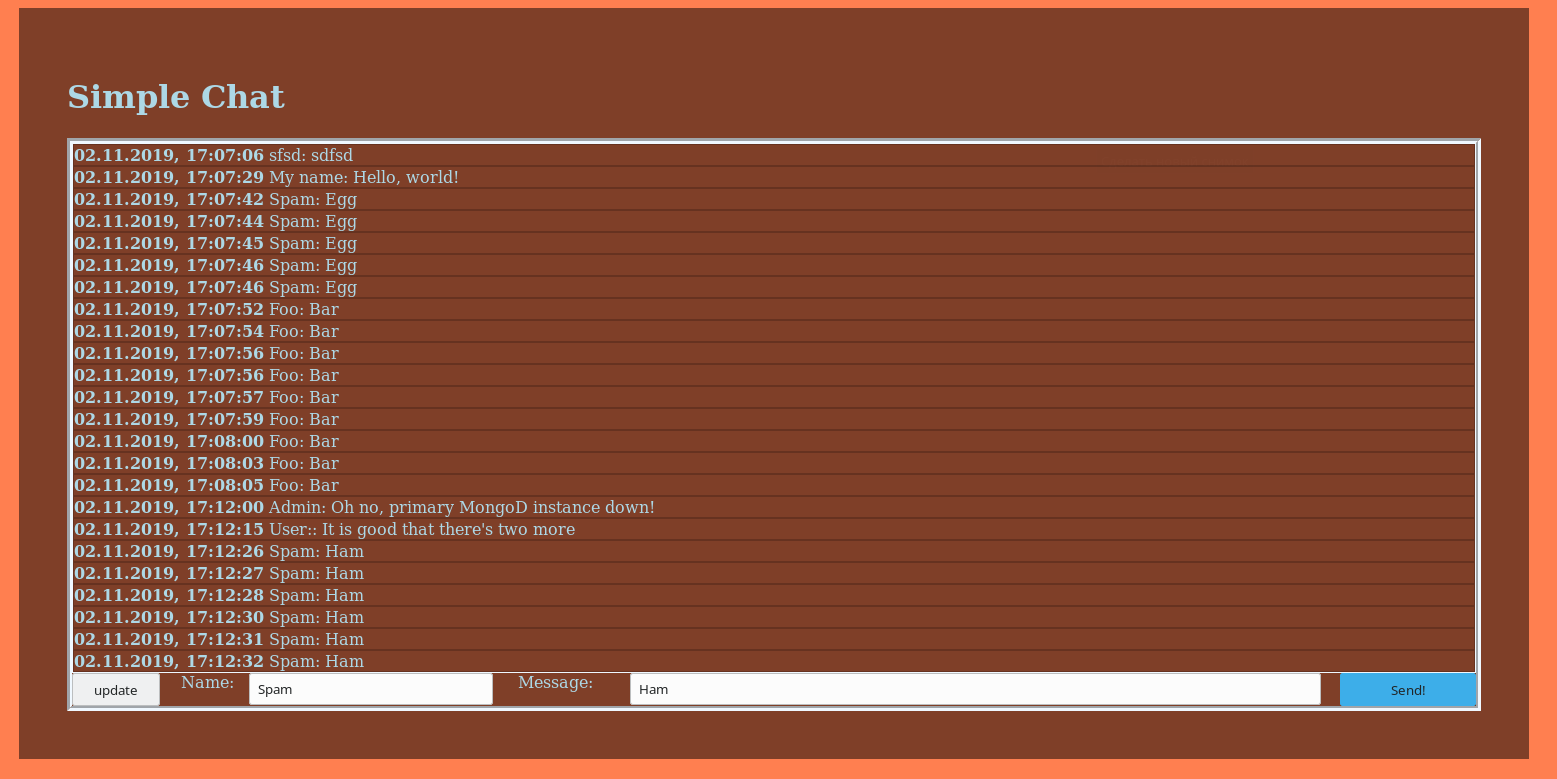 Simple Chat
02.11.2019, 17:07:06 sfsd: sdfsd
02.11.2019, 17:07:29 My name: Hello, world!
02.11.2019, 17:07:42 Spam: Egg
02.11.2019, 17:07:44 Spam: Egg
02.11.2019, 17:07:45 Spam: Egg
02.11.2019, 17:07:46 Spam: Egg
02.11.2019, 17:07:46 Spam: Egg
02.11.2019, 17:07:52 Foo: Bar
02.11.2019, 17:07:54 Foo: Bar
02.11.2019, 17:07:56 Foo: Bar
02.11.2019, 17:07:56 Foo: Bar
02.11.2019, 17:07:57 Foo: Bar
02.11.2019, 17:07:59 Foo: Bar
02.11.2019, 17:08:00 Foo: Bar
02.11.2019, 17:08:03 Foo: Bar
02.11.2019, 17:08:05 Foo: Bar
02.11.2019, 17:12:00 Admin: Oh no, primary MongoD instance down!
02.11.2019, 17:12:15 User:: It is good that there's two more
02.11.2019, 17:12:26 Spam: Ham
02.11.2019, 17:12:27 Spam: Ham
02.11.2019, 17:12:28 Spam: Ham
02.11.2019, 17:12:30 Spam: Ham
02.11.2019, 17:12:31 Spam: Ham
02.11.2019, 17:12:32 Spam: Ham
update Name: Spam Message: Ham Send!